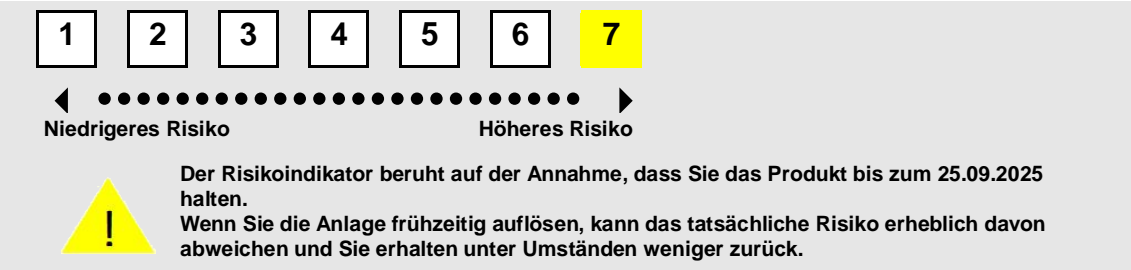 1 2 3 4 5 6 7
Niedrigeres Risiko Höheres Risiko
Der Risikoindikator beruht auf der Annahme, dass Sie das Produkt bis zum 25.09.2025
halten.
Wenn Sie die Anlage frühzeitig auflösen, kann das tatsächliche Risiko erheblich davon
abweichen und Sie erhalten unter Umständen weniger zurück.
!